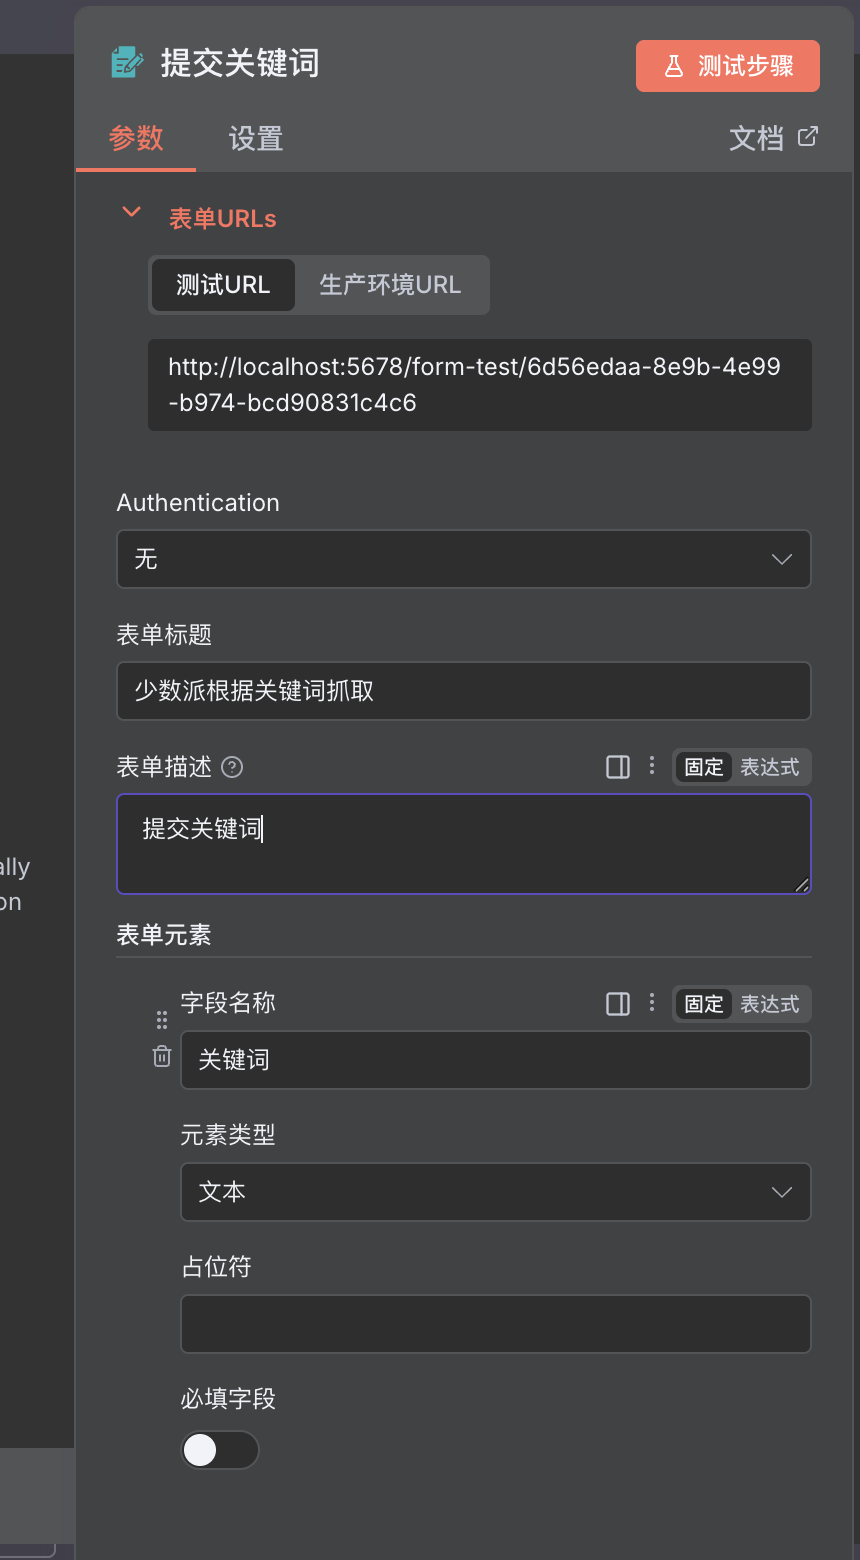 提交关键词
测试步骤
参数
设置
文档
表单URLs
测试URL
生产环境URL
http://localhost:5678/form-test/6d56edaa-8e9b-4e99
-b974-bcd90831c4c6
Authentication
无
表单标题
少数派根据关键词抓取
表单描述
固定
表达式
提交关键词
ally
on
表单元素
字段名称
固定
表达式
关键词
元素类型
文本
占位符
必填字段